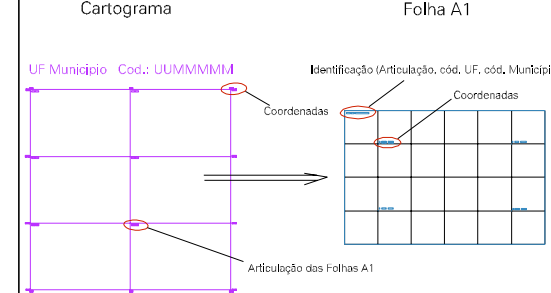 Cartograma
Folha A1
UF Município Cod.: UUMMMMM
Identificação (Articulação, cód. UF, cód. Municípi
Coordenadas
Coordenadas
Articulação das Folhas A1